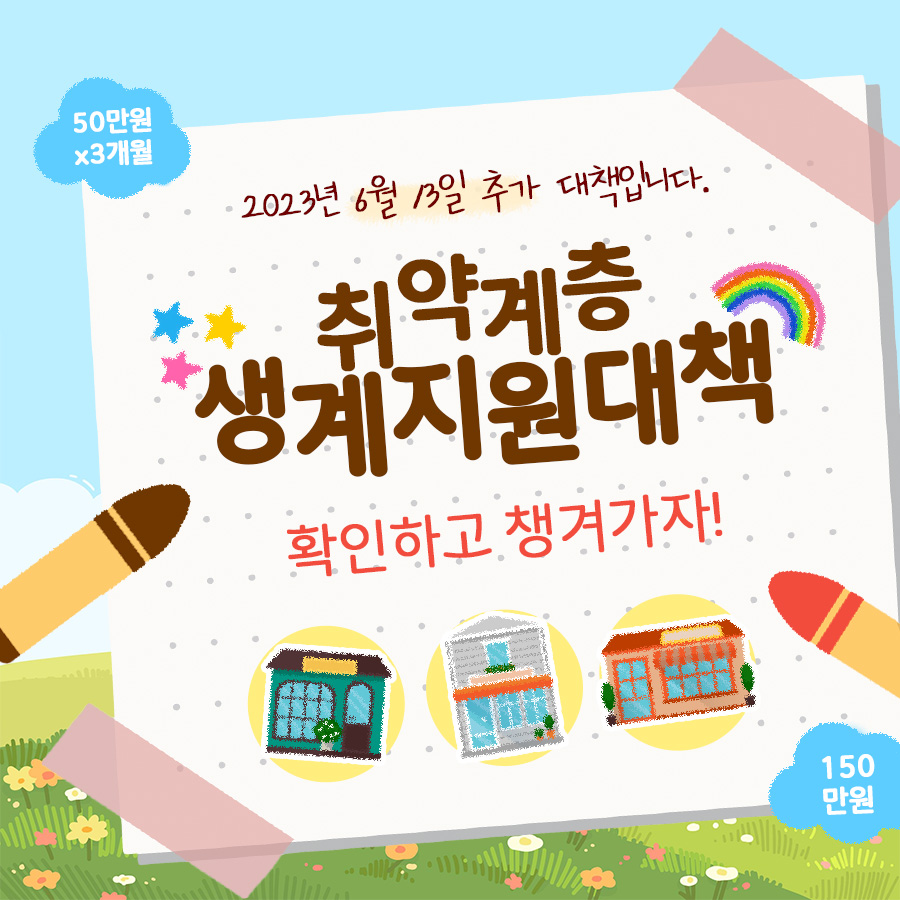 50만원
x3개월
2023년 6월 13일 추가 대책입니다.
취약계층
생계지원대책
확인하고 챙겨가자!
150
만원